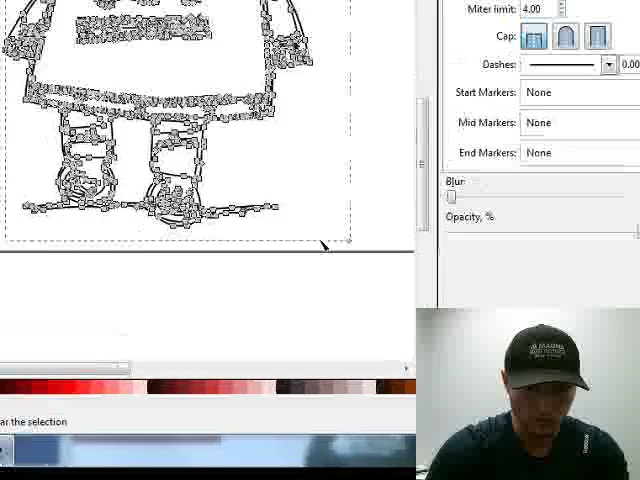 Miter limit: 4.00
Cap:
Dashes: 0.00
Start Markers: None
Mid Markers: None
End Markers: None
Blur:
Opacity, %
ar the selection